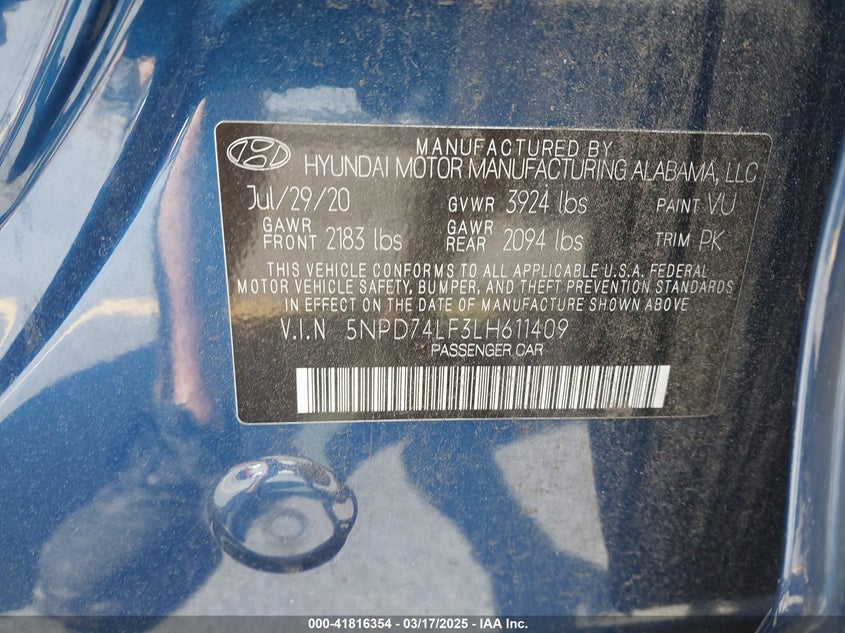 MANUFACTURED BY
HYUNDAI MOTOR MANUFACTURING ALABAMA, LLC
Jul/29/20 GVWR 3924 lbs PAINT VU
GAWR FRONT 2183 lbs GAWR REAR 2094 lbs TRIM PK
THIS VEHICLE CONFORMS TO ALL APPLICABLE U.S.A. FEDERAL
MOTOR VEHICLE SAFETY, BUMPER, AND THEFT PREVENTION STANDARDS
IN EFFECT ON THE DATE OF MANUFACTURE SHOWN ABOVE.
V.I.N 5NPD74LF3LH611409
PASSENGER CAR
000-41816354 - 03/17/2025 - IAA Inc.